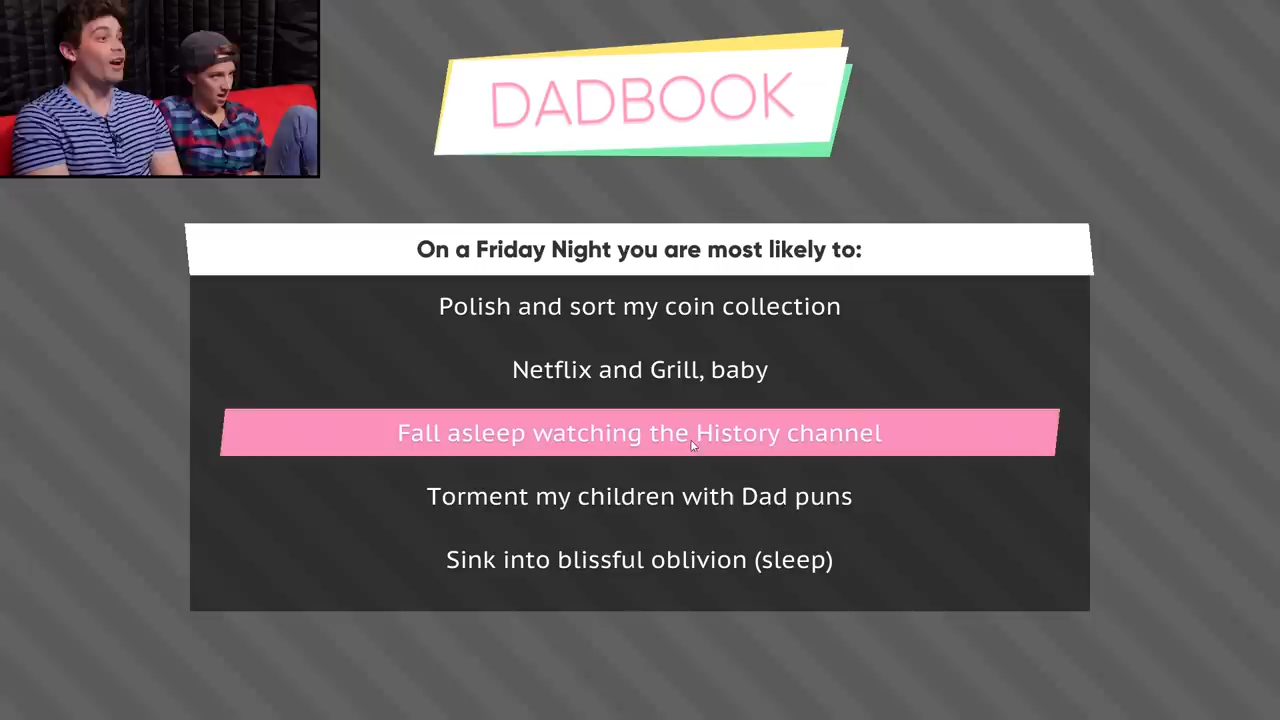 DADBOOK
On a Friday Night you are most likely to:
Polish and sort my coin collection
Netflix and Grill, baby
Fall asleep watching the History channel
Torment my children with Dad puns
Sink into blissful oblivion (sleep)